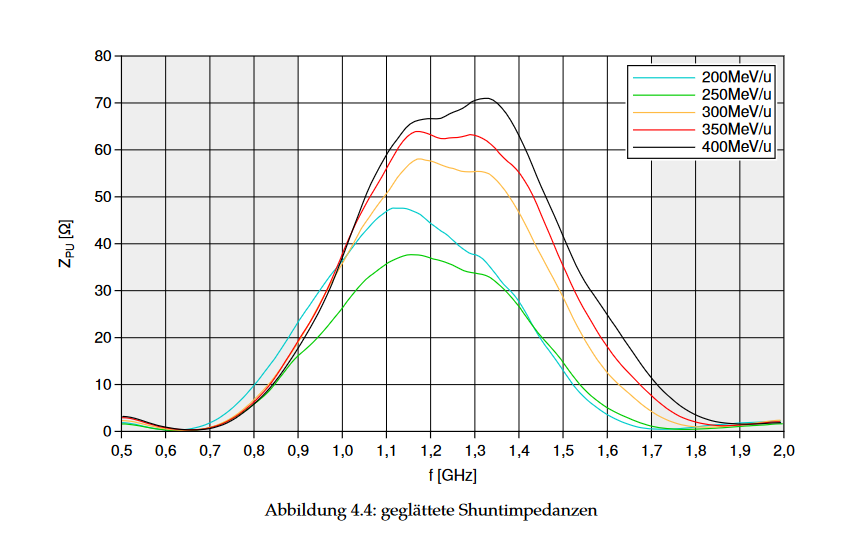 80
70
60
50
40
30
20
10
0
Z_PU [Ω]
200MeV/u
250MeV/u
300MeV/u
350MeV/u
400MeV/u
0,5 0,6 0,7 0,8 0,9 1,0 1,1 1,2 1,3 1,4 1,5 1,6 1,7 1,8 1,9 2,0
f [GHz]
Abbildung 4.4: geglättete Shuntimpedanzen